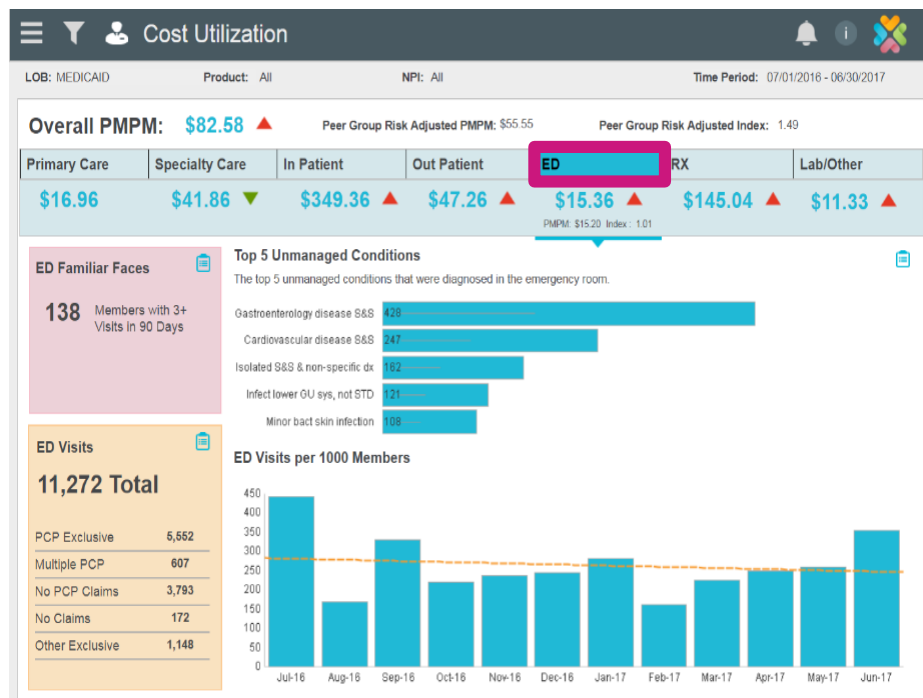 Cost Utilization
i
LOB: MEDICAID Product: All NPI: All Time Period: 07/01/2016 - 06/30/2017
Overall PMPM: $82.58 Peer Group Risk Adjusted PMPM: $55.55 Peer Group Risk Adjusted Index: 1.49
Primary Care Specialty Care In Patient Out Patient ED RX Lab/Other
$16.96 $41.86 $349.36 $47.26 $15.36 $145.04 $11.33
PMPM: $15.20 Index : 1.01
ED Familiar Faces
138 Members with 3+
Visits in 90 Days
Top 5 Unmanaged Conditions
The top 5 unmanaged conditions that were diagnosed in the emergency room.
Gastroenterology disease S&S 428
Cardiovascular disease S&S 247
Isolated S&S & non-specific dx 162
Infect lower GU sys, not STD 121
Minor bact skin infection 108
ED Visits
11,272 Total
PCP Exclusive 5,552
Multiple PCP 607
No PCP Claims 3,793
No Claims 172
Other Exclusive 1,148
ED Visits per 1000 Members
450
400
350
300
250
200
150
100
50
0
Jul-16 Aug-16 Sep-16 Oct-16 Nov-16 Dec-16 Jan-17 Feb-17 Mar-17 Apr-17 May-17 Jun-17